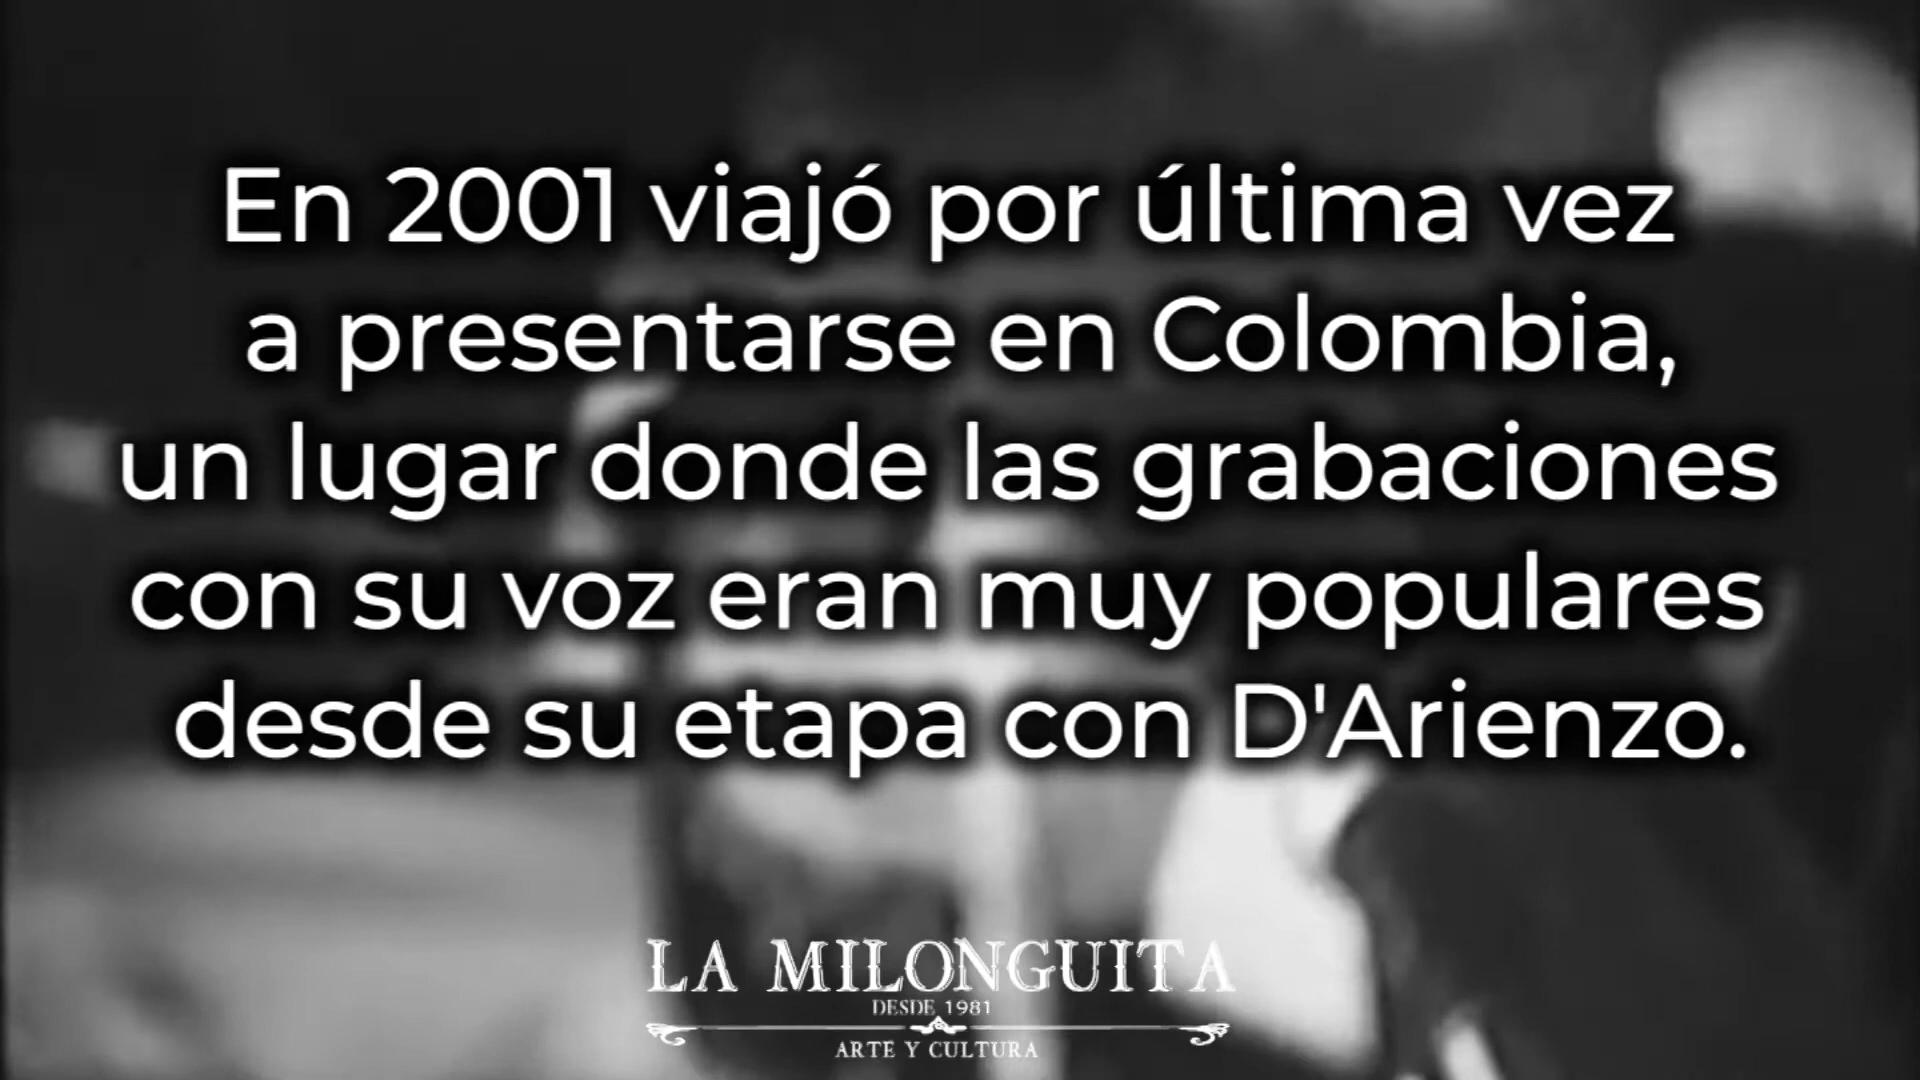 En 2001 viajó por última vez
a presentarse en Colombia,
un lugar donde las grabaciones
con su voz eran muy populares
desde su etapa con D'Arienzo.
LA MILONGUITA
DESDE 1981
ARTE Y CULTURA